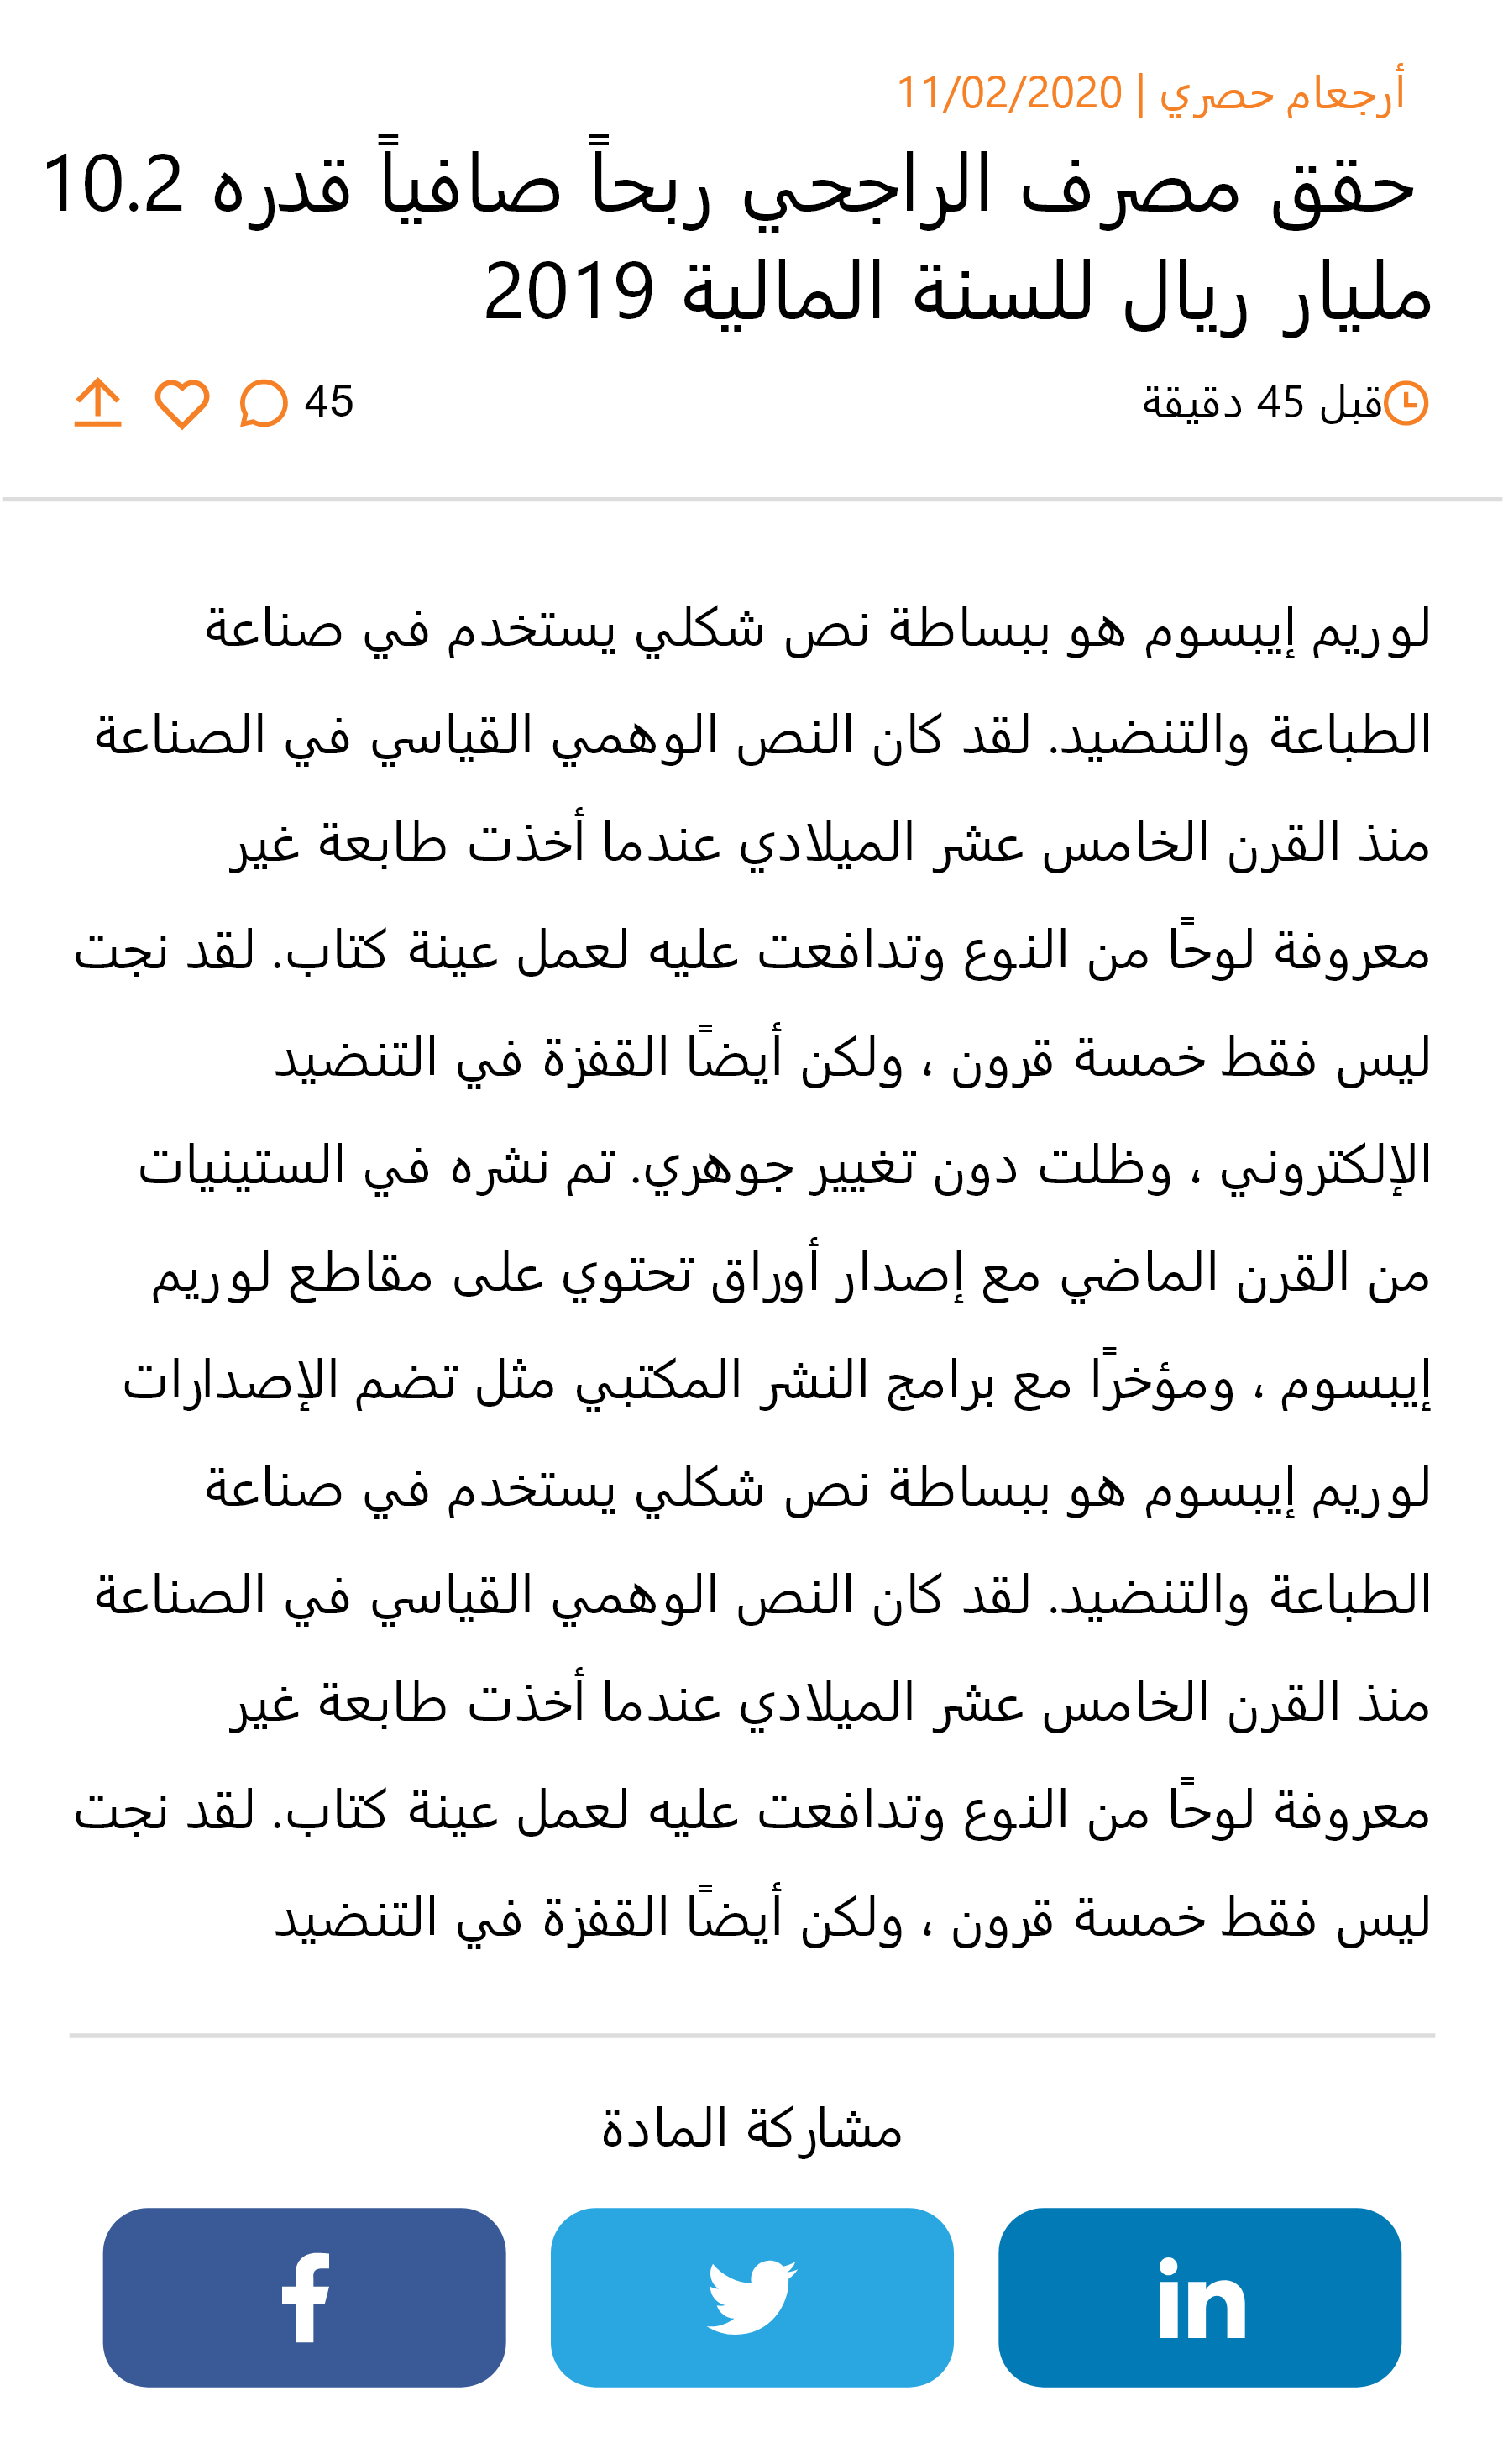 أرجعام حصري | 11/02/2020
حقق مصرف الراجحي ربحاً صافياً قدره 10.2
مليار ريال للسنة المالية 2019
قبل 45 دقيقة
45
لوريم إيبسوم هو ببساطة نص شكلي يستخدم في صناعة
الطباعة والتنضيد. لقد كان النص الوهمي القياسي في الصناعة
منذ القرن الخامس عشر الميلادي عندما أخذت طابعة غير
معروفة لوحًا من النوع وتدافعت عليه لعمل عينة كتاب. لقد نجت
ليس فقط خمسة قرون ، ولكن أيضًا القفزة في التنضيد
الإلكتروني ، وظلت دون تغيير جوهري. تم نشره في الستينيات
من القرن الماضي مع إصدار أوراق تحتوي على مقاطع لوريم
إيبسوم ، ومؤخرًا مع برامج النشر المكتبي مثل تضم الإصدارات
لوريم إيبسوم هو ببساطة نص شكلي يستخدم في صناعة
الطباعة والتنضيد. لقد كان النص الوهمي القياسي في الصناعة
منذ القرن الخامس عشر الميلادي عندما أخذت طابعة غير
معروفة لوحًا من النوع وتدافعت عليه لعمل عينة كتاب. لقد نجت
ليس فقط خمسة قرون ، ولكن أيضًا القفزة في التنضيد
مشاركة المادة